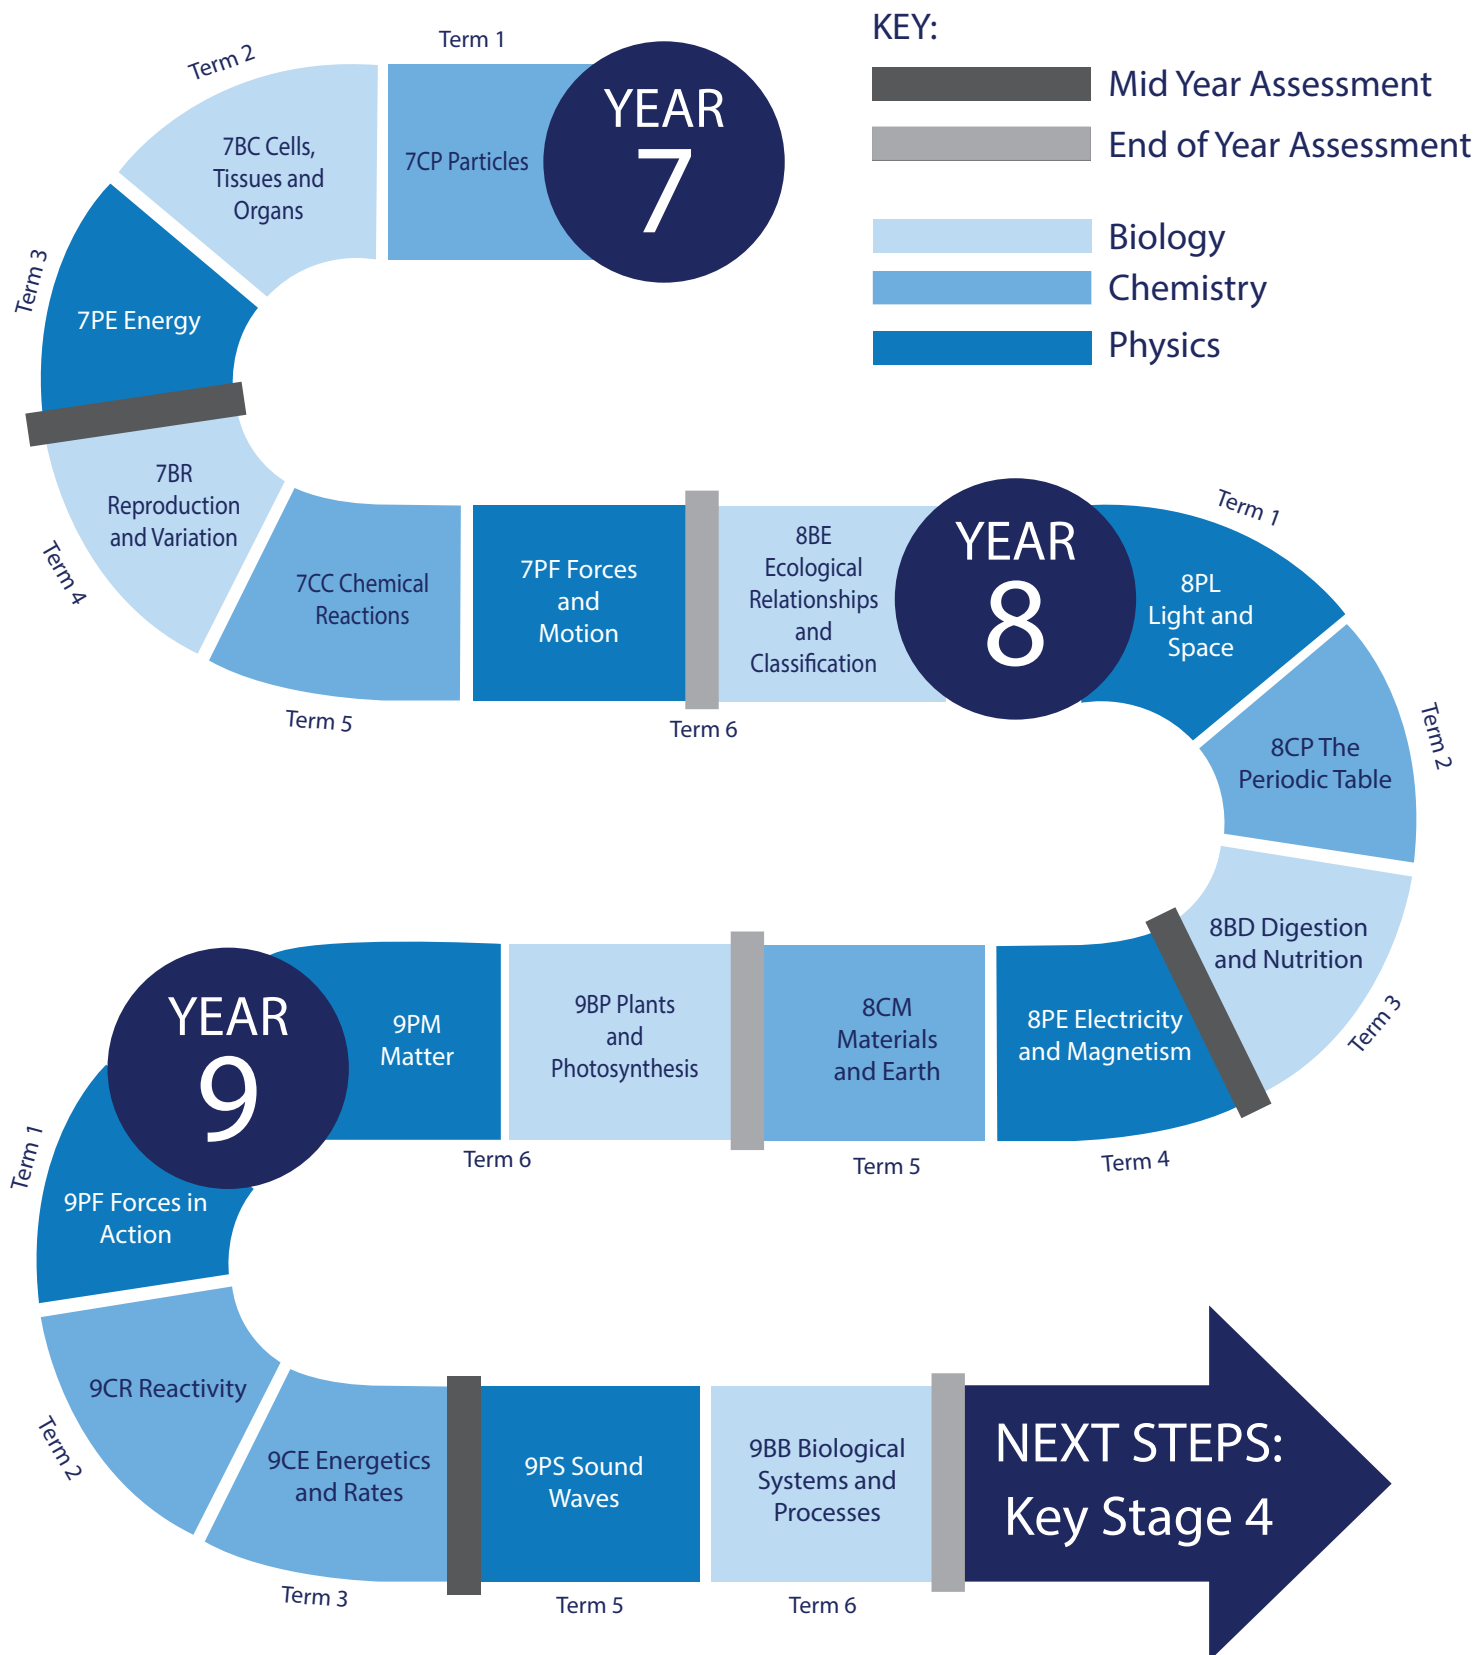 KEY:
Mid Year Assessment
End of Year Assessment
Biology
Chemistry
Physics
YEAR
7
Term 1
7CP Particles
Term 2
7BC Cells,
Tissues and
Organs
Term 3
7PE Energy
7BR
Reproduction
and Variation
Term 4
7CC Chemical
Reactions
Term 5
7PF Forces
and
Motion
Term 6
8BE
Ecological
Relationships
and
Classification
YEAR
8
Term 1
8PL
Light and
Space
Term 2
8CP The
Periodic Table
8BD Digestion
and Nutrition
Term 3
8PE Electricity
and Magnetism
Term 4
8CM
Materials
and Earth
Term 5
9BP Plants
and
Photosynthesis
Term 6
9PM
Matter
YEAR
9
Term 1
9PF Forces in
Action
9CR Reactivity
Term 2
9CE Energetics
and Rates
Term 3
9PS Sound
Waves
Term 5
9BB Biological
Systems and
Processes
Term 6
NEXT STEPS:
Key Stage 4